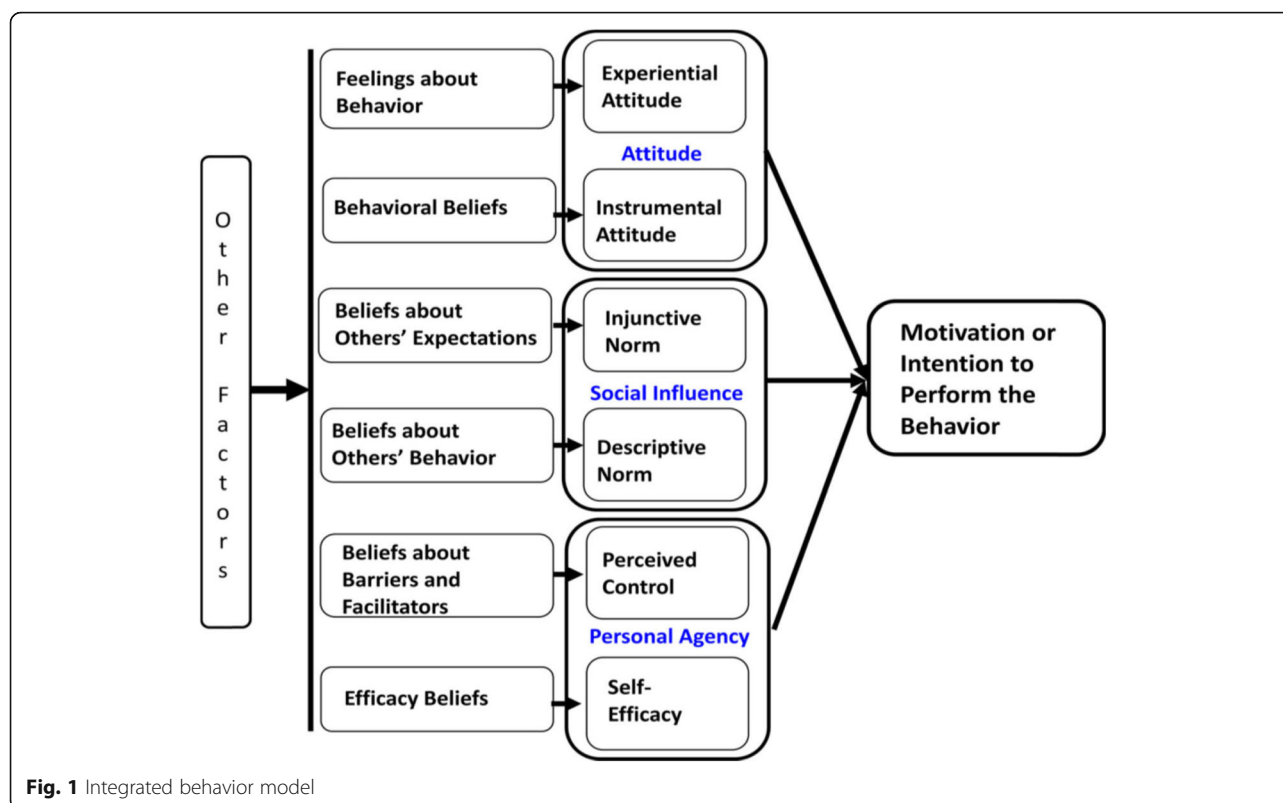 Other Factors
Feelings about
Behavior
Experiential
Attitude
Attitude
Behavioral Beliefs
Instrumental
Attitude
Beliefs about
Others' Expectations
Injunctive
Norm
Social Influence
Beliefs about
Others' Behavior
Descriptive
Norm
Beliefs about
Barriers and
Facilitators
Perceived
Control
Personal Agency
Efficacy Beliefs
Self-
Efficacy
Motivation or
Intention to
Perform the
Behavior
Fig. 1 Integrated behavior model